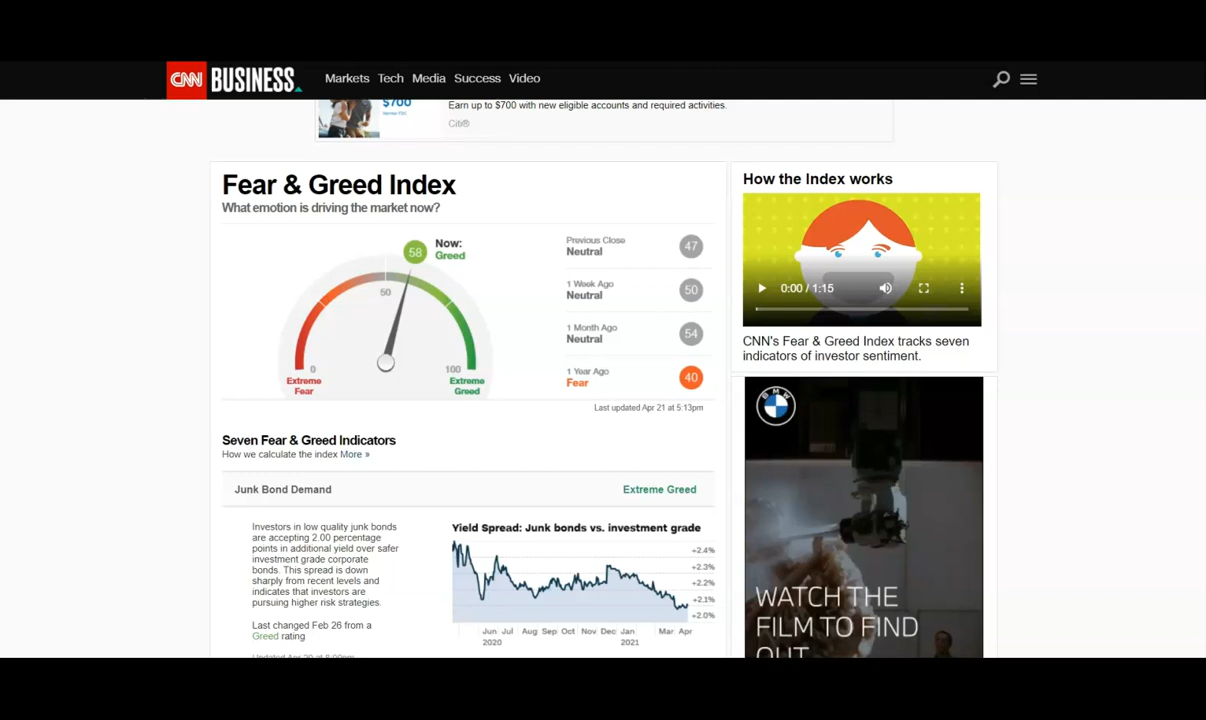 CNN BUSINESS Markets Tech Media Success Video
$700
Earn up to $700 with new eligible accounts and required activities.
Citi®
Fear & Greed Index
What emotion is driving the market now?
58
Now:
Greed
50
0
100
Extreme
Fear
Extreme
Greed
Previous Close
Neutral
47
1 Week Ago
Neutral
50
1 Month Ago
Neutral
54
1 Year Ago
Fear
40
Last updated Apr 21 at 5:13pm
Seven Fear & Greed Indicators
How we calculate the index More »
Junk Bond Demand
Extreme Greed
Investors in low quality junk bonds
are accepting 2.00 percentage
points in additional yield over safer
investment grade corporate
bonds. This spread is down
sharply from recent levels and
indicates that investors are
pursuing higher risk strategies.
Last changed Feb 26 from a
Greed rating
Yield Spread: Junk bonds vs. investment grade
+2.4%
+2.3%
+2.2%
+2.1%
+2.0%
Jun Jul Aug Sep Oct Nov Dec Jan Mar Apr
2020 2021
How the Index works
0:00 / 1:15
CNN's Fear & Greed Index tracks seven
indicators of investor sentiment.
BMW
WATCH THE
FILM TO FIND
OUT